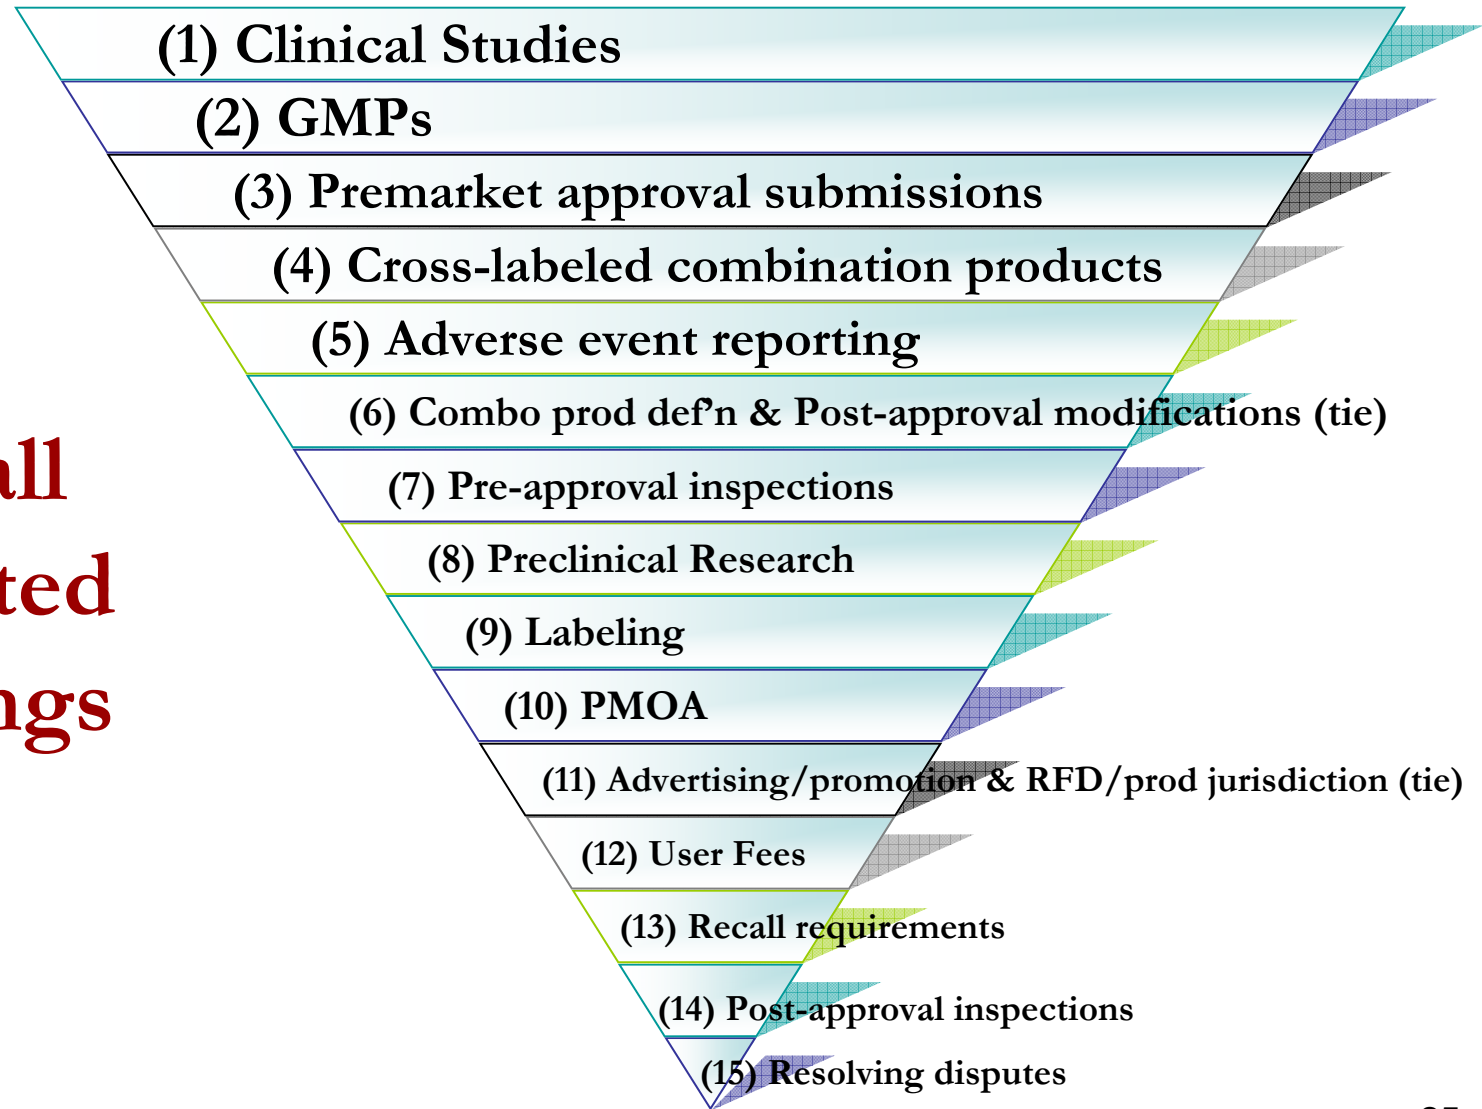 (1) Clinical Studies
(2) GMPs
(3) Premarket approval submissions
(4) Cross-labeled combination products
(5) Adverse event reporting
(6) Combo prod def’n & Post-approval modifications (tie)
(7) Pre-approval inspections
(8) Preclinical Research
(9) Labeling
(10) PMOA
(11) Advertising/promotion & RFD/prod jurisdiction (tie)
(12) User Fees
(13) Recall requirements
(14) Post-approval inspections
(15) Resolving disputes
all
ted
ngs